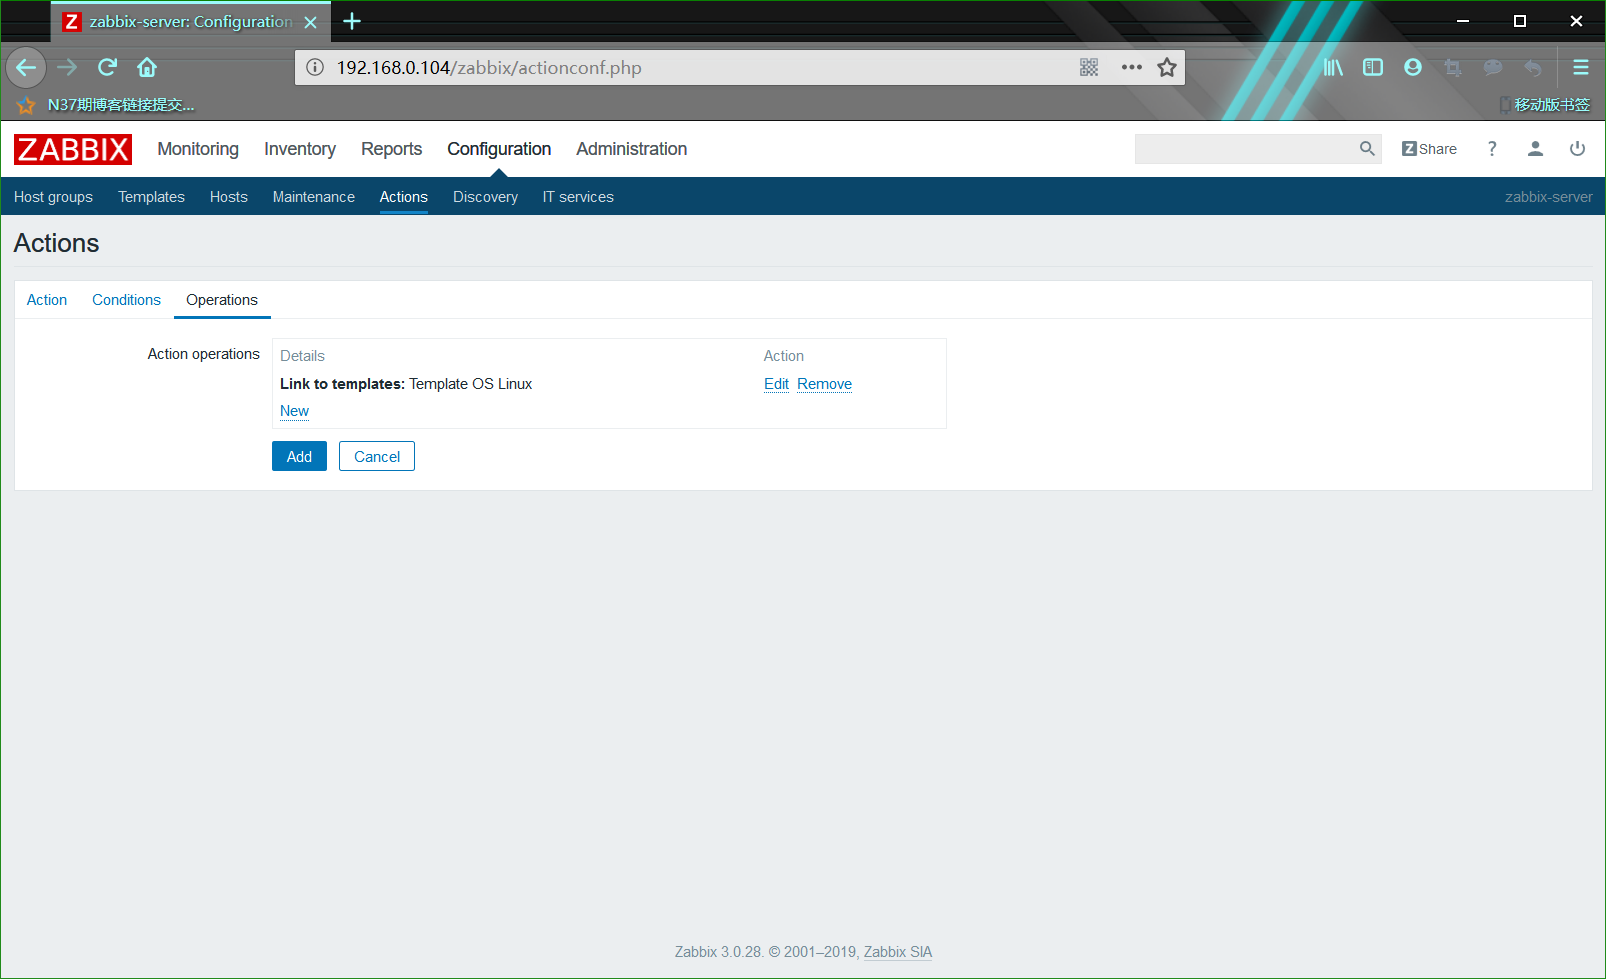 Z zabbix-server: Configuration
192.168.0.104/zabbix/actionconf.php
N37期博客链接提交...
移动版书签
ZABBIX Monitoring Inventory Reports Configuration Administration Z Share ?
Host groups Templates Hosts Maintenance Actions Discovery IT services zabbix-server
Actions
Action Conditions Operations
Action operations Details Action
Link to templates: Template OS Linux Edit Remove
New
Add Cancel
Zabbix 3.0.28. © 2001–2019, Zabbix SIA